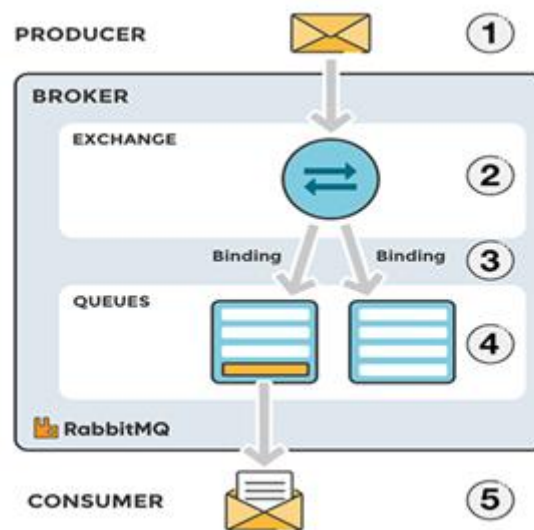 PRODUCER 1
BROKER
EXCHANGE
2
Binding Binding 3
QUEUES
4
RabbitMQ
CONSUMER 5